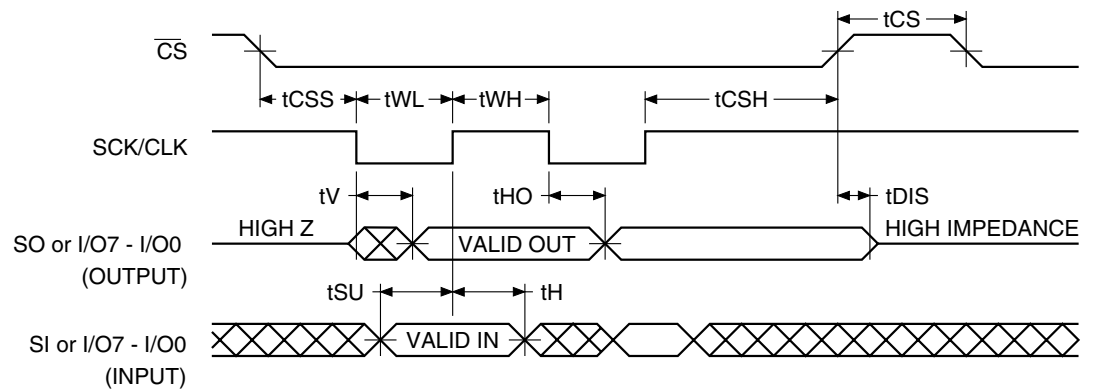 tCS
CS
tCSS
tWL
tWH
tCSH
SCK/CLK
tV
tHO
tDIS
HIGH Z
VALID OUT
HIGH IMPEDANCE
SO or I/O7 - I/O0
(OUTPUT)
tSU
tH
VALID IN
SI or I/O7 - I/O0
(INPUT)